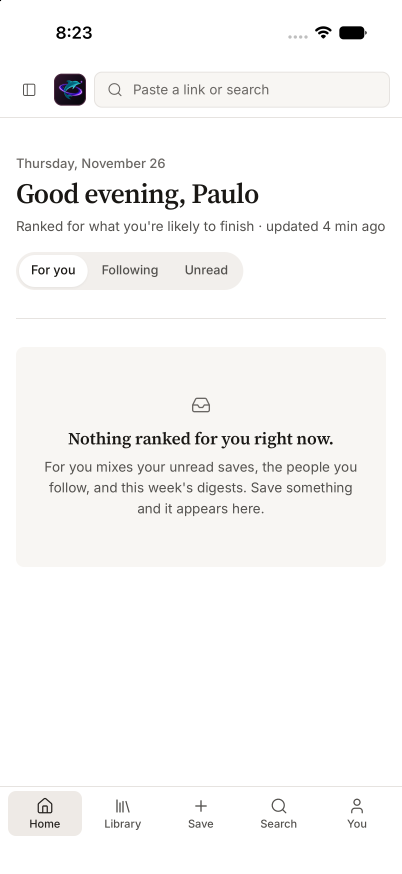 8:23
Paste a link or search
Thursday, November 26
Good evening, Paulo
Ranked for what you're likely to finish · updated 4 min ago
For you
Following
Unread
Nothing ranked for you right now.
For you mixes your unread saves, the people you
follow, and this week's digests. Save something
and it appears here.
Home
Library
Save
Search
You